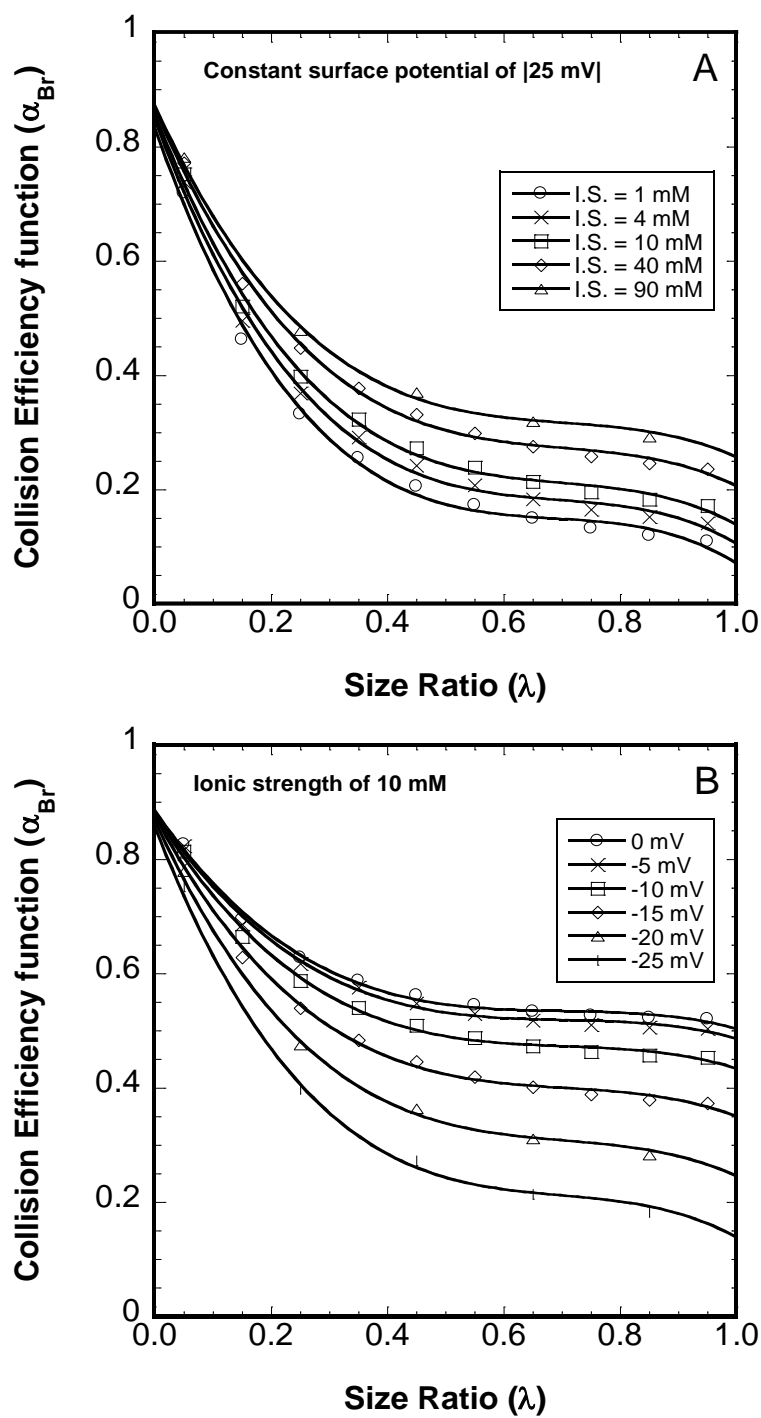 1
Constant surface potential of |25 mV|
A
0.8
I.S. = 1 mM
I.S. = 4 mM
I.S. = 10 mM
I.S. = 40 mM
I.S. = 90 mM
0.6
0.4
0.2
0
Collision Efficiency function (α_Br)
0.0 0.2 0.4 0.6 0.8 1.0
Size Ratio (λ)
1
Ionic strength of 10 mM
B
0.8
0 mV
-5 mV
-10 mV
-15 mV
-20 mV
-25 mV
0.6
0.4
0.2
0
Collision Efficiency function (α_Br)
0.0 0.2 0.4 0.6 0.8 1.0
Size Ratio (λ)